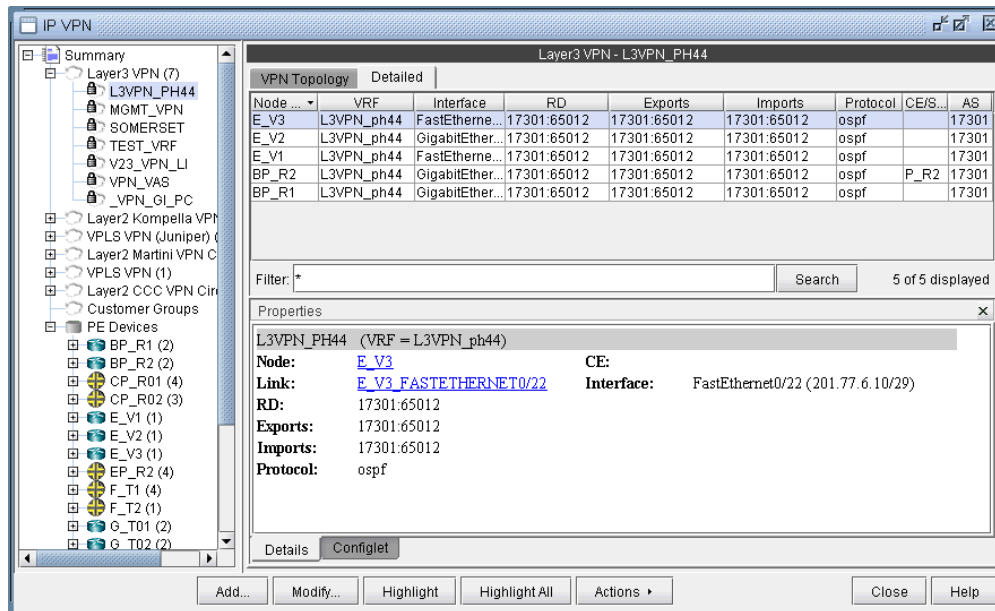 IP VPN
Summary
Layer3 VPN (7)
L3VPN_PH44
MGMT_VPN
SOMERSET
TEST_VRF
V23_VPN_LI
VPN_VAS
_VPN_GI_PC
Layer2 Kompella VPN
VPLS VPN (Juniper) (
Layer2 Martini VPN C
VPLS VPN (1)
Layer2 CCC VPN Cir
Customer Groups
PE Devices
BP_R1 (2)
BP_R2 (2)
CP_R01 (4)
CP_R02 (3)
E_V1 (1)
E_V2 (1)
E_V3 (1)
EP_R2 (4)
F_T1 (4)
F_T2 (1)
G_T01 (2)
G_T02 (2)
Layer3 VPN - L3VPN_PH44
VPN Topology Detailed
Node ... VRF Interface RD Exports Imports Protocol CE/S... AS
E_V3 L3VPN_ph44 FastEtherne... 17301:65012 17301:65012 17301:65012 ospf 17301
E_V2 L3VPN_ph44 GigabitEther... 17301:65012 17301:65012 17301:65012 ospf 17301
E_V1 L3VPN_ph44 FastEtherne... 17301:65012 17301:65012 17301:65012 ospf 17301
BP_R2 L3VPN_ph44 GigabitEther... 17301:65012 17301:65012 17301:65012 ospf P_R2 17301
BP_R1 L3VPN_ph44 GigabitEther... 17301:65012 17301:65012 17301:65012 ospf 17301
Filter: * Search 5 of 5 displayed
Properties
L3VPN_PH44 (VRF = L3VPN_ph44)
Node: E_V3 CE:
Link: E_V3_FASTETHERNET0/22 Interface: FastEthernet0/22 (201.77.6.10/29)
RD: 17301:65012
Exports: 17301:65012
Imports: 17301:65012
Protocol: ospf
Details Configlet
Add... Modify... Highlight Highlight All Actions Close Help